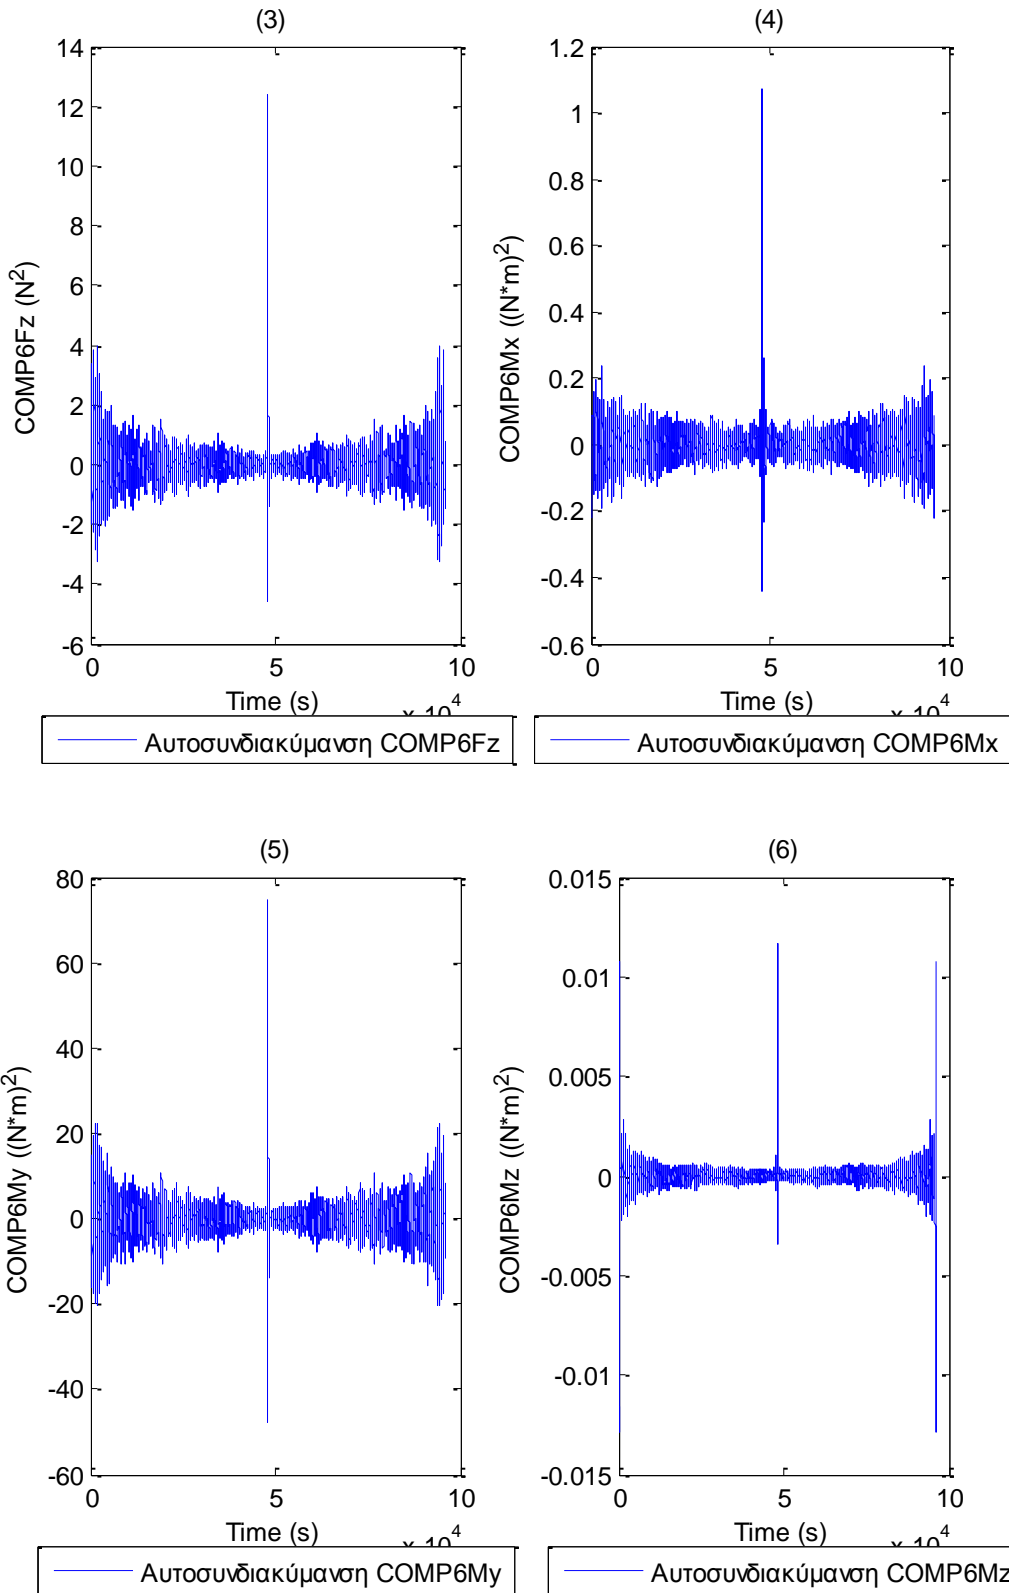 (3)
14
12
10
8
6
4
2
0
-2
-4
-6
COMP6Fz (N²)
0 5 10
Time (s)
x 10⁴
Αυτοσυνδιακύμανση COMP6Fz
(4)
1.2
1
0.8
0.6
0.4
0.2
0
-0.2
-0.4
-0.6
COMP6Mx ((N*m)²)
0 5 10
Time (s)
x 10⁴
Αυτοσυνδιακύμανση COMP6Mx
(5)
80
60
40
20
0
-20
-40
-60
COMP6My ((N*m)²)
0 5 10
Time (s)
x 10⁴
Αυτοσυνδιακύμανση COMP6My
(6)
0.015
0.01
0.005
0
-0.005
-0.01
-0.015
COMP6Mz ((N*m)²)
0 5 10
Time (s)
x 10⁴
Αυτοσυνδιακύμανση COMP6Mz